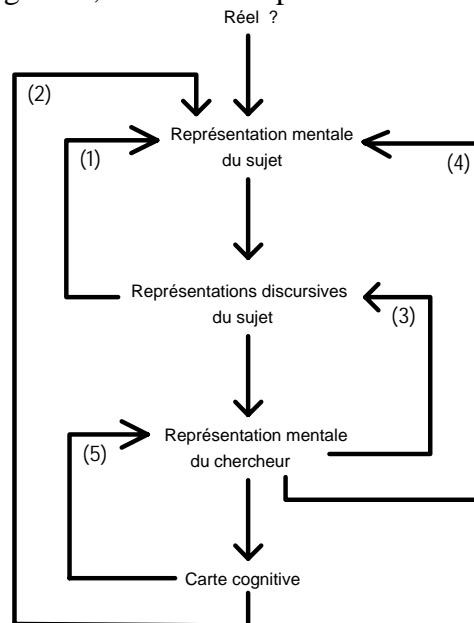 Réel ?
(2)
Représentation mentale
du sujet
(1)
(4)
Représentations discursives
du sujet
(3)
Représentation mentale
du chercheur
(5)
Carte cognitive